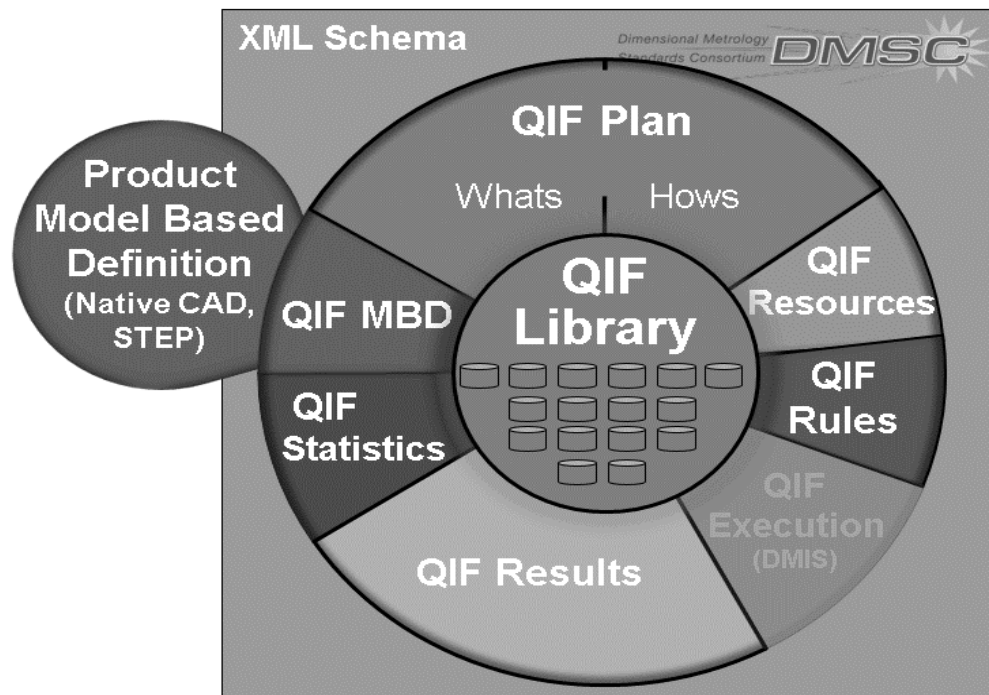 XML Schema
Dimensional Metrology
Standards Consortium
DMSC
QIF Plan
Whats
Hows
Product
Model Based
Definition
(Native CAD,
STEP)
QIF MBD
QIF
Library
QIF
Resources
QIF
Rules
QIF
Statistics
QIF
Execution
(DMIS)
QIF Results